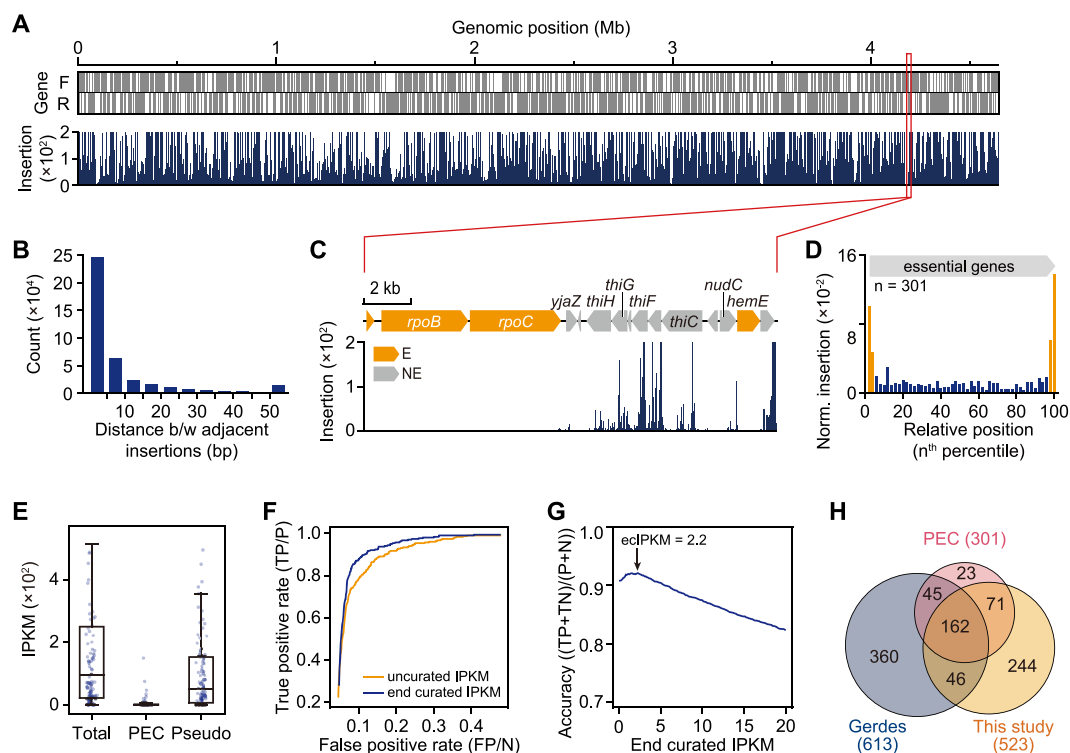 A
Genomic position (Mb)
0 1 2 3 4
Gene
F
R
Insertion (×10²)
2
1
0
B
Count (×10⁴)
25
20
15
10
5
0
10 20 30 40 50
Distance b/w adjacent insertions (bp)
C
2 kb
yjaZ
thiH
thiG
thiF
thiC
nudC
hemE
rpoB
rpoC
E
NE
Insertion (×10²)
2
1
0
D
Norm. insertion (×10⁻²)
16
8
0
essential genes
n = 301
0 20 40 60 80 100
Relative position
(nᵗʰ percentile)
E
IPKM (×10²)
4
2
0
Total PEC Pseudo
F
True positive rate (TP/P)
1.0
0.8
0.6
0.4
0.2
uncurated IPKM
end curated IPKM
0.1 0.2 0.3 0.4
False positive rate (FP/N)
G
Accuracy ((TP+TN)/(P+N))
1.0
0.9
0.8
0.7
ecIPKM = 2.2
0 5 10 15 20
End curated IPKM
H
PEC (301)
23
45
71
162
360
46
244
Gerdes
(613)
This study
(523)